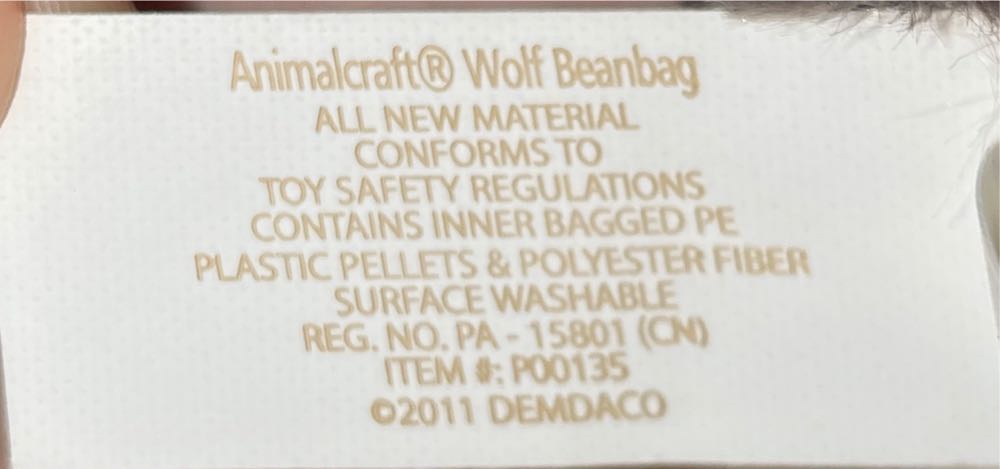 Animalcraft® Wolf Beanbag
ALL NEW MATERIAL
CONFORMS TO
TOY SAFETY REGULATIONS
CONTAINS INNER BAGGED PE
PLASTIC PELLETS & POLYESTER FIBER
SURFACE WASHABLE
REG. NO. PA - 15801 (CN)
ITEM #: P00135
©2011 DEMDACO